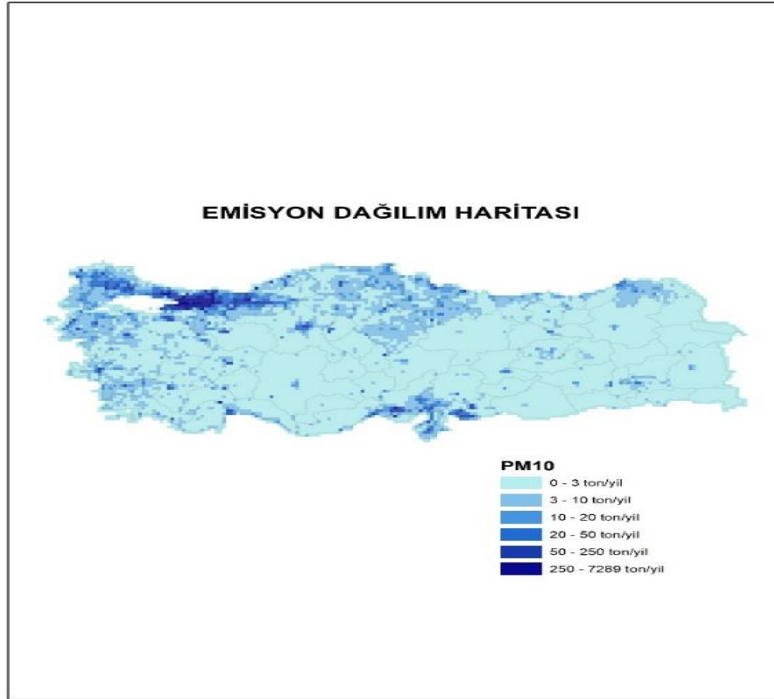 EMİSYON DAĞILIM HARİTASI
PM10
0 - 3 ton/yil
3 - 10 ton/yil
10 - 20 ton/yil
20 - 50 ton/yil
50 - 250 ton/yil
250 - 7289 ton/yil